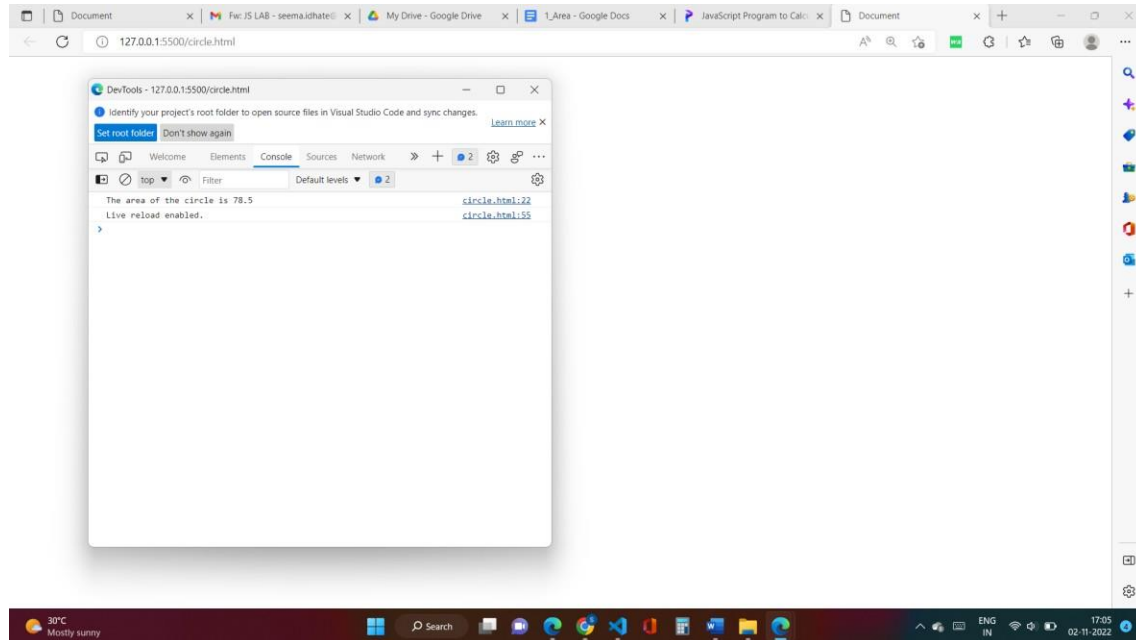 Document
Fw: JS LAB - seema.idhate
My Drive - Google Drive
1_Area - Google Docs
JavaScript Program to Calc
Document
127.0.0.1:5500/circle.html
DevTools - 127.0.0.1:5500/circle.html
Identify your project's root folder to open source files in Visual Studio Code and sync changes.
Learn more
Set root folder
Don't show again
Welcome
Elements
Console
Sources
Network
2
top
Filter
Default levels
2
The area of the circle is 78.5 circle.html:22
Live reload enabled. circle.html:55
30°C
Mostly sunny
Search
ENG
IN
17:05
02-11-2022
4